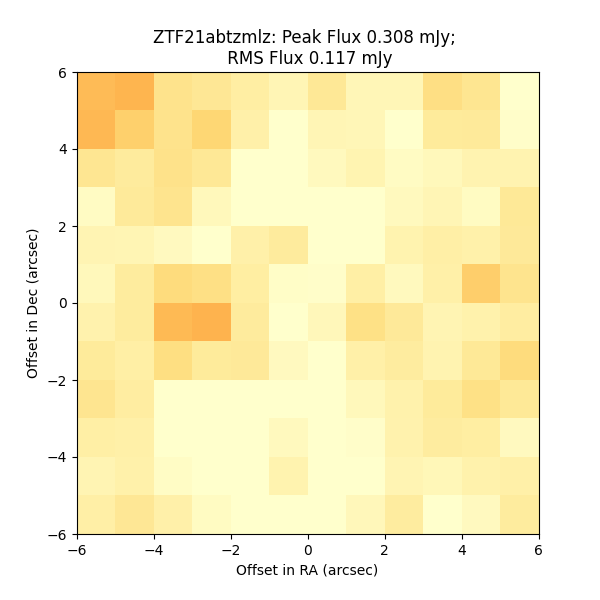 ZTF21abtzmlz: Peak Flux 0.308 mJy;
RMS Flux 0.117 mJy
6
4
2
0
−2
−4
−6
Offset in Dec (arcsec)
−6 −4 −2 0 2 4 6
Offset in RA (arcsec)